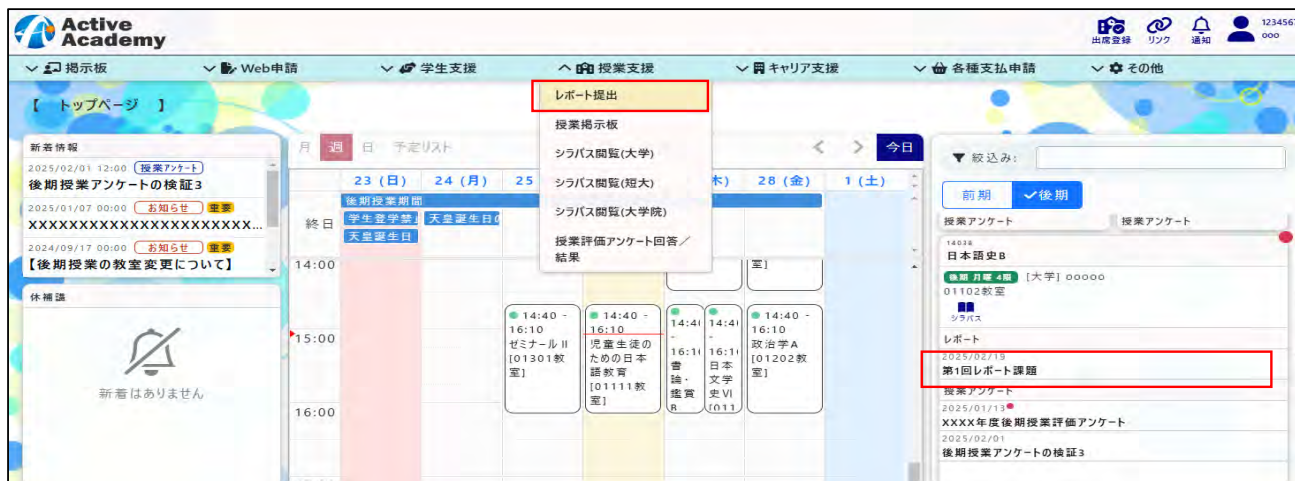 Active
Academy
出席登録 リンク 通知
1234567
000
掲示板 Web申請 学生支援 授業支援 キャリア支援 各種支払申請 その他
【 トップページ 】
レポート提出
授業掲示板
シラバス閲覧(大学)
シラバス閲覧(短大)
シラバス閲覧(大学院)
授業評価アンケート回答／
結果
新着情報
2025/02/01 12:00 授業アンケート
後期授業アンケートの検証3
2025/01/07 00:00 お知らせ 重要
XXXXXXXXXXXXXXXXXXXXXX...
2024/09/17 00:00 お知らせ 重要
【後期授業の教室変更について】
休補講
新着はありません
月 週 日 予定リスト
< > 今日
23 (日) 24 (月) 25 木) 28 (金) 1 (土)
終日
後期授業期間
学生登学禁止 天皇誕生日の
天皇誕生日
14:00
室]
15:00
16:00
14:40 -
16:10
ゼミナールⅡ
[01301教
室]
14:40 -
16:10
児童生徒の
ための日本
語教育
[01111教
室]
14:4
-
16:1
書
論・
鑑賞
B
14:4
-
16:1
日本
文学
史Ⅵ
[011
14:40 -
16:10
政治学A
[01202教
室]
絞込み:
前期 後期
授業アンケート 授業アンケート
14038
日本語史B
後期 月曜 4限 [大学] 00000
01102教室
シラバス
レポート
2025/02/19
第1回レポート課題
授業アンケート
2025/01/13
XXXX年度後期授業評価アンケート
2025/02/01
後期授業アンケートの検証3